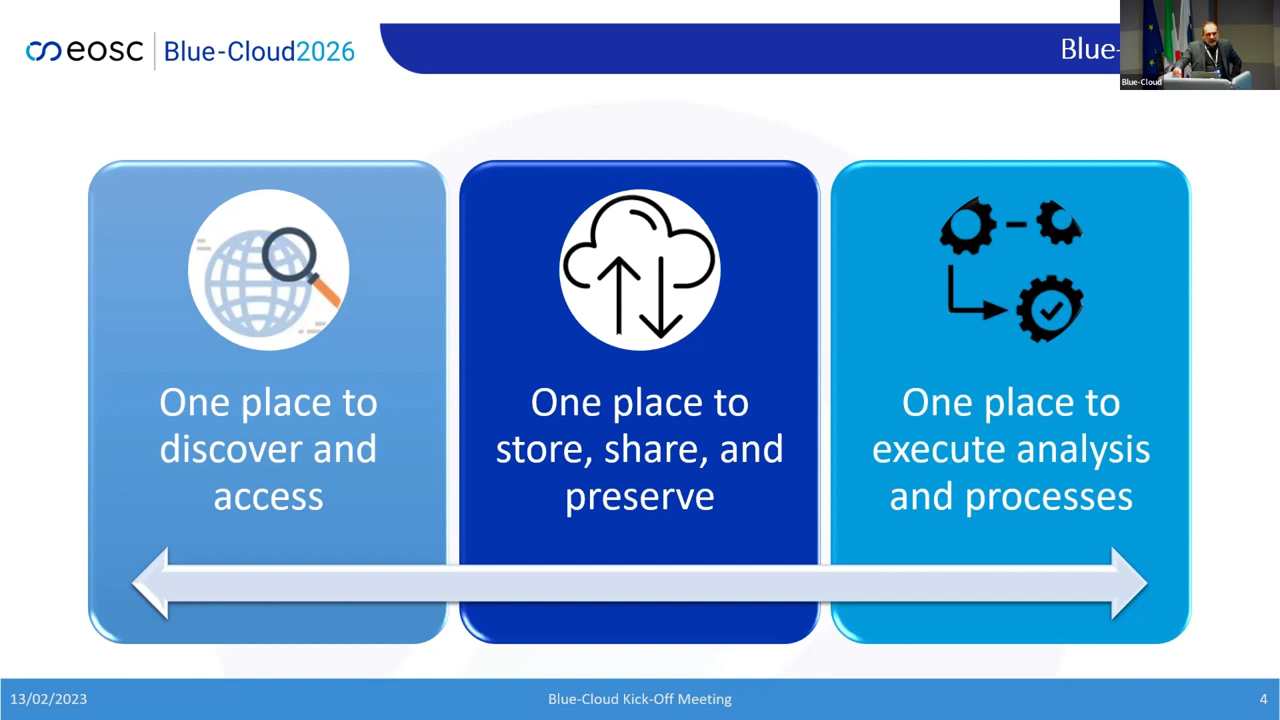 eosc
Blue-Cloud2026
Blue-
Blue-Cloud
One place to
discover and
access
One place to
store, share, and
preserve
One place to
execute analysis
and processes
13/02/2023
Blue-Cloud Kick-Off Meeting
4